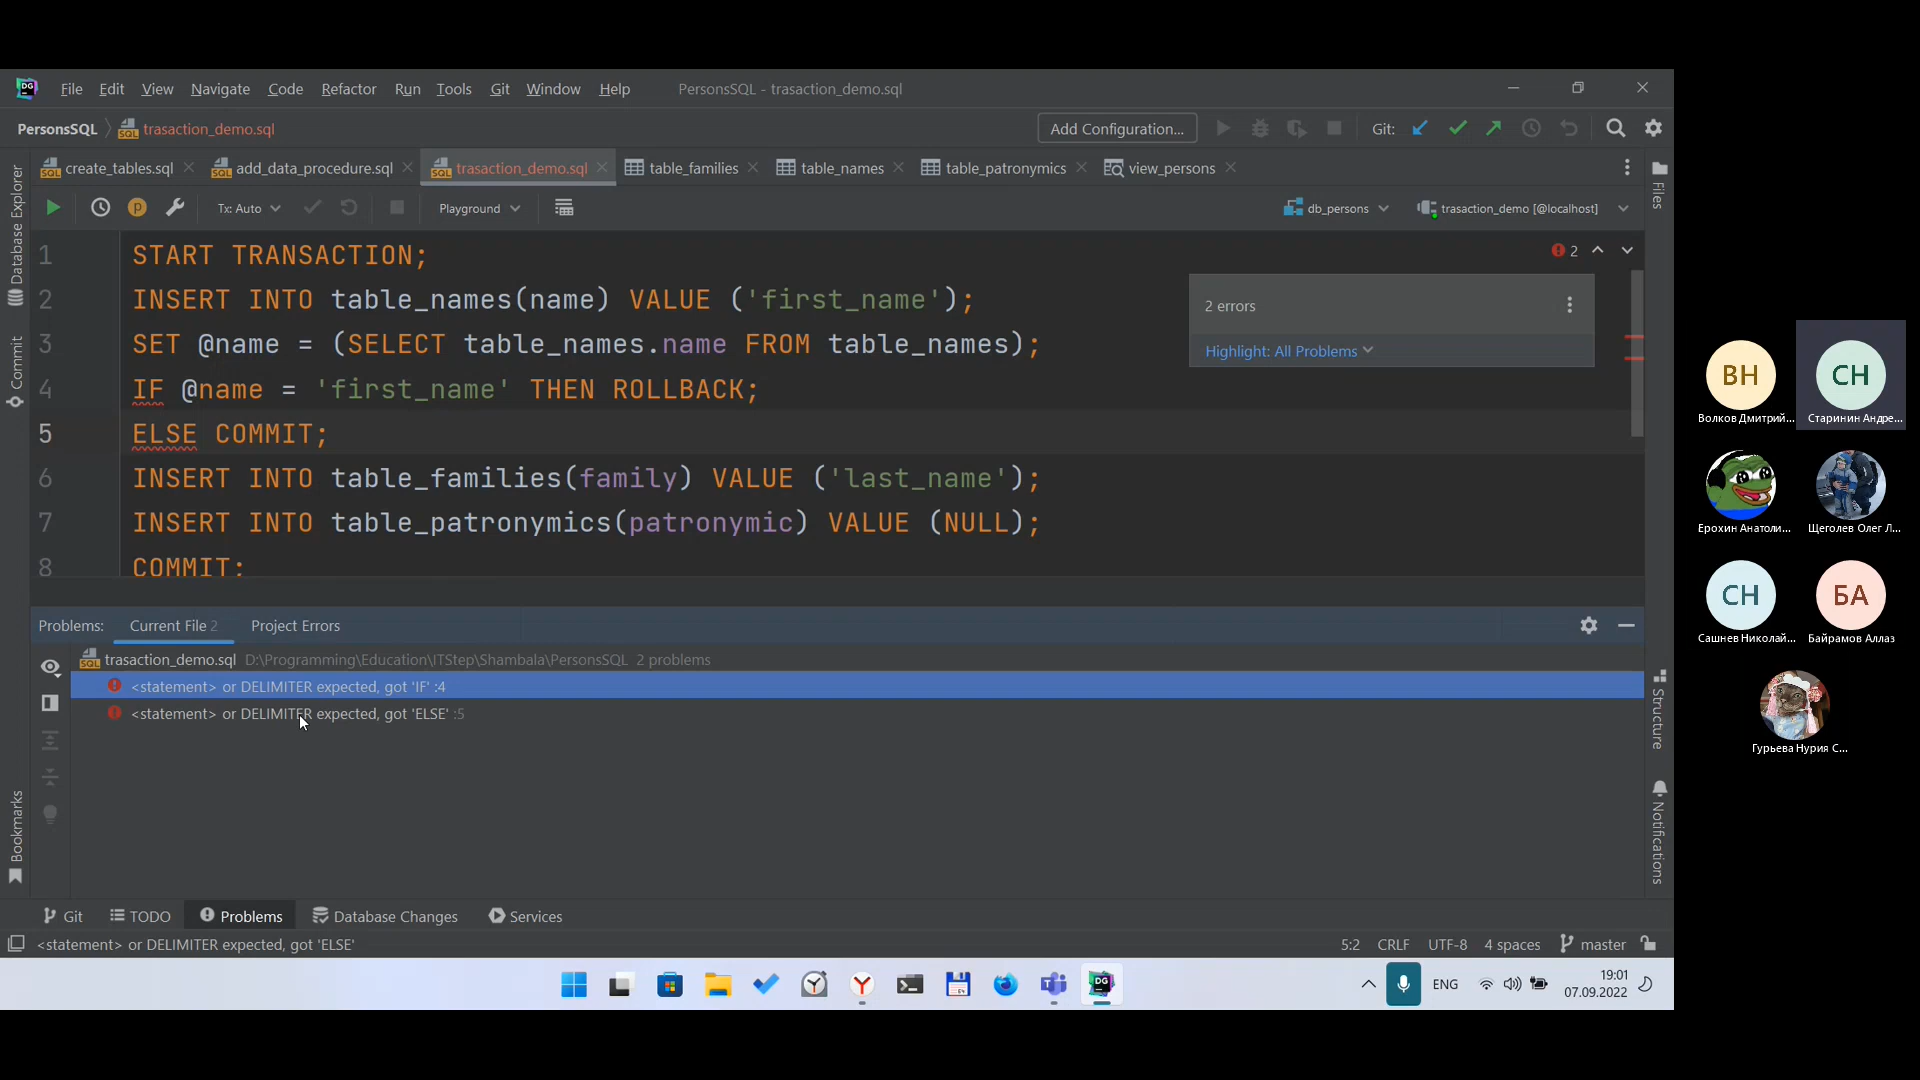 DG File Edit View Navigate Code Refactor Run Tools Git Window Help PersonsSQL - trasaction_demo.sql
PersonsSQL trasaction_demo.sql Add Configuration... Git:
create_tables.sql add_data_procedure.sql trasaction_demo.sql table_families table_names table_patronymics view_persons
Tx: Auto Playground db_persons trasaction_demo [@localhost]
Database Explorer
Commit
Bookmarks
Files
Structure
Notifications
1 START TRANSACTION;
2 INSERT INTO table_names(name) VALUE ('first_name');
3 SET @name = (SELECT table_names.name FROM table_names);
4 IF @name = 'first_name' THEN ROLLBACK;
5 ELSE COMMIT;
6 INSERT INTO table_families(family) VALUE ('last_name');
7 INSERT INTO table_patronymics(patronymic) VALUE (NULL);
8 COMMIT;
2
2 errors
Highlight: All Problems
Problems: Current File 2 Project Errors
trasaction_demo.sql D:\Programming\Education\ITStep\Shambala\PersonsSQL 2 problems
<statement> or DELIMITER expected, got 'IF' :4
<statement> or DELIMITER expected, got 'ELSE' :5
Git TODO Problems Database Changes Services
<statement> or DELIMITER expected, got 'ELSE' 5:2 CRLF UTF-8 4 spaces master
ENG 19:01
07.09.2022
ВН СН
Волков Дмитрий... Старинин Андре...
Ерохин Анатоли... Щеголев Олег Л...
СН БА
Сашнев Николай... Байрамов Аллаз
Гурьева Нурия С...